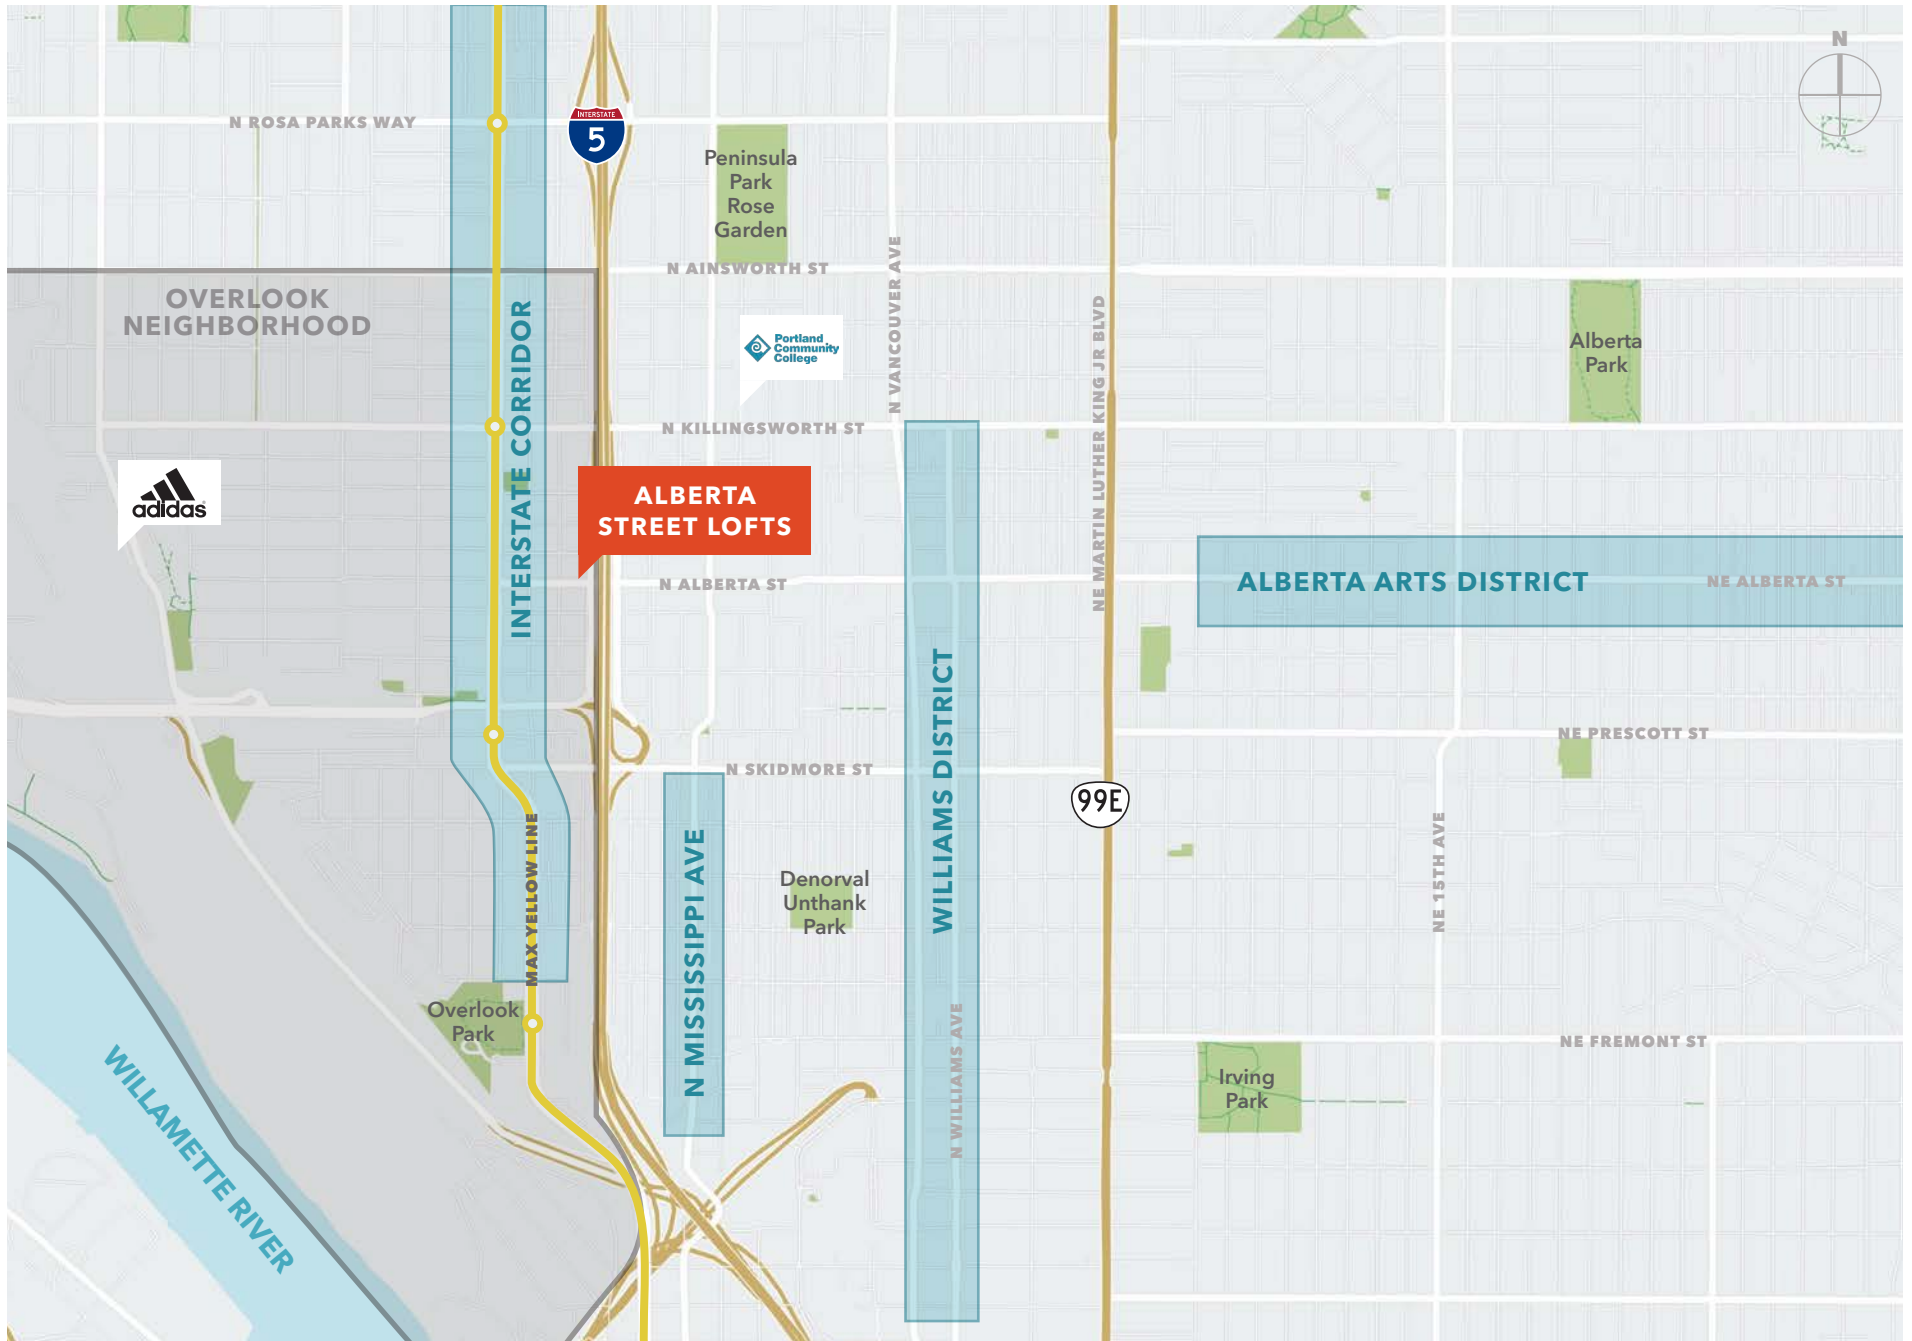 N
N ROSA PARKS WAY
INTERSTATE
5
Peninsula
Park
Rose
Garden
N AINSWORTH ST
OVERLOOK
NEIGHBORHOOD
INTERSTATE CORRIDOR
Portland
Community
College
N VANCOUVER AVE
NE MARTIN LUTHER KING JR BLVD
Alberta
Park
N KILLINGSWORTH ST
adidas
ALBERTA
STREET LOFTS
N ALBERTA ST
ALBERTA ARTS DISTRICT
NE ALBERTA ST
WILLIAMS DISTRICT
NE PRESCOTT ST
N SKIDMORE ST
99E
MAX YELLOW LINE
N MISSISSIPPI AVE
Denorval
Unthank
Park
NE 15TH AVE
Overlook
Park
N WILLIAMS AVE
NE FREMONT ST
Irving
Park
WILLAMETTE RIVER